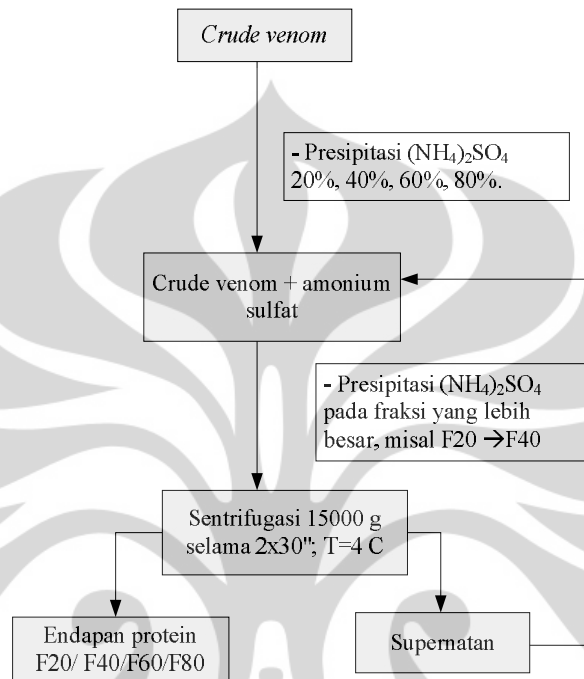 Crude venom
- Presipitasi (NH₄)₂SO₄
20%, 40%, 60%, 80%.
Crude venom + amonium
sulfat
- Presipitasi (NH₄)₂SO₄
pada fraksi yang lebih
besar, misal F20 →F40
Sentrifugasi 15000 g
selama 2x30"; T=4 C
Endapan protein
F20/ F40/F60/F80
Supernatan